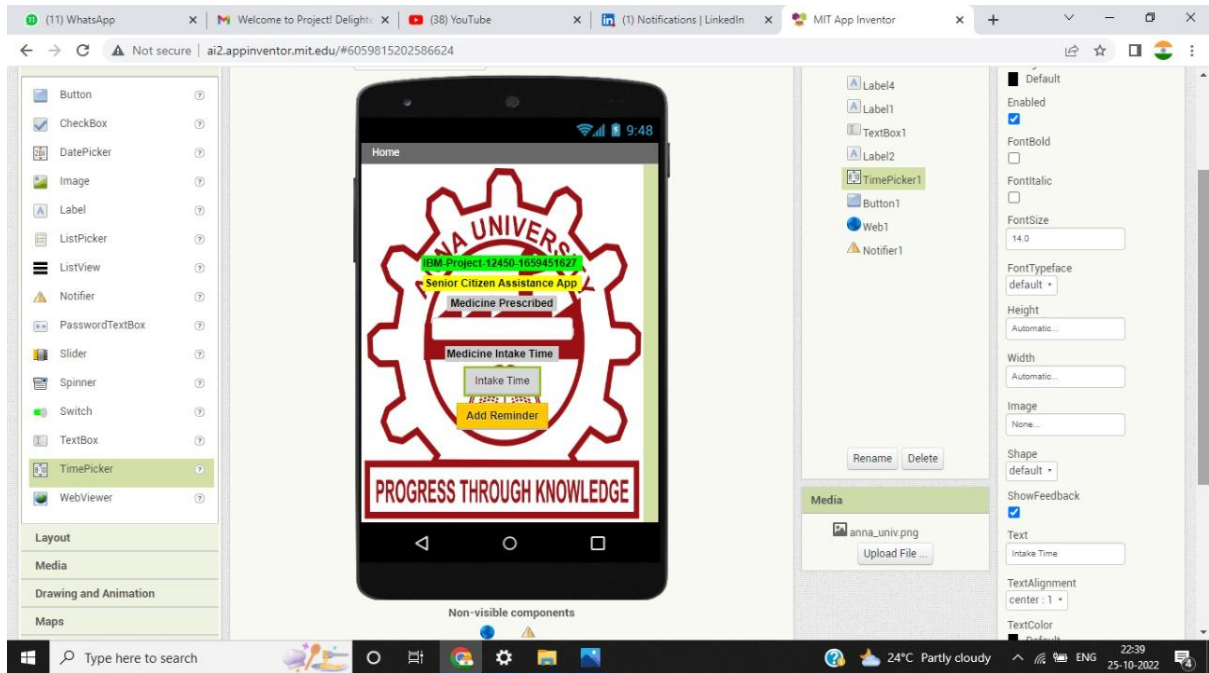 (11) WhatsApp
Welcome to Project! Delighte
(38) YouTube
(1) Notifications | LinkedIn
MIT App Inventor
Not secure
ai2.appinventor.mit.edu/#6059815202586624
Button
CheckBox
DatePicker
Image
Label
ListPicker
ListView
Notifier
PasswordTextBox
Slider
Spinner
Switch
TextBox
TimePicker
WebViewer
Layout
Media
Drawing and Animation
Maps
9:48
Home
IBM-Project-12450-1659451627
Senior Citizen Assistance App
Medicine Prescribed
Medicine Intake Time
Intake Time
Add Reminder
PROGRESS THROUGH KNOWLEDGE
Non-visible components
Label4
Label1
TextBox1
Label2
TimePicker1
Button1
Web1
Notifier1
Rename
Delete
Media
anna_univ.png
Upload File ...
Default
Enabled
FontBold
FontItalic
FontSize
14.0
FontTypeface
default
Height
Automatic...
Width
Automatic...
Image
None...
Shape
default
ShowFeedback
Text
Intake Time
TextAlignment
center : 1
TextColor
Default
Type here to search
24°C Partly cloudy
ENG
22:39
25-10-2022